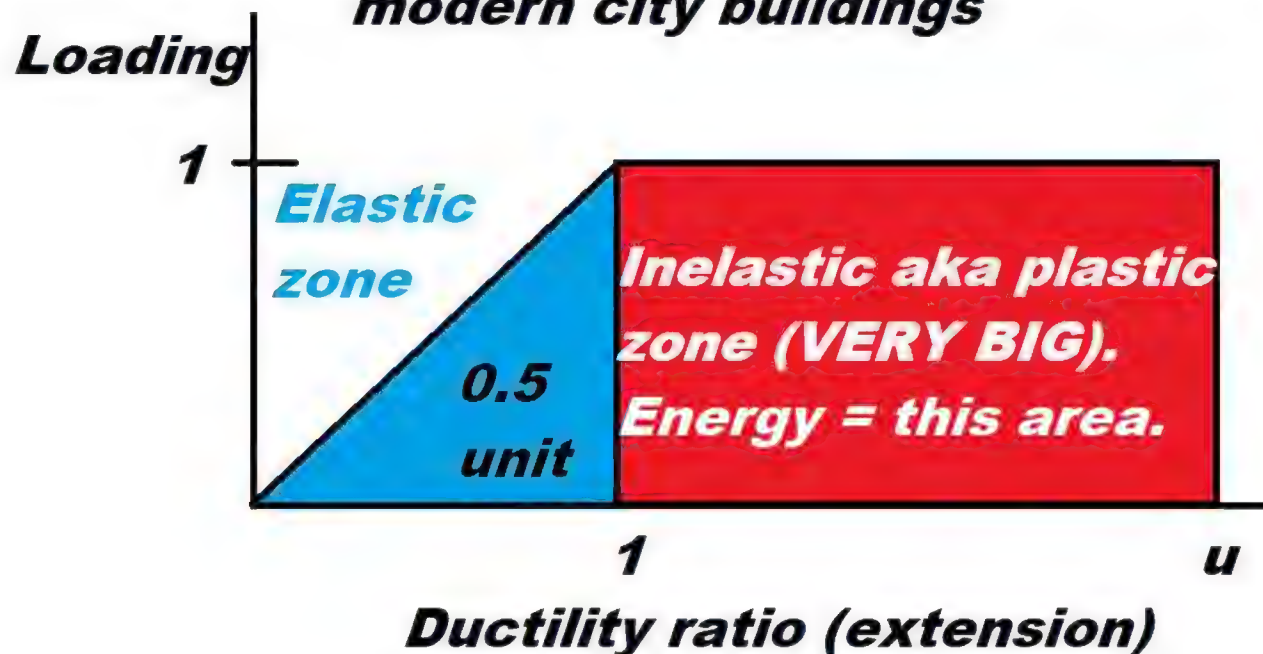 modern city buildings
Loading
1
Elastic
zone
Inelastic aka plastic
zone (VERY BIG).
Energy = this area.
0.5
unit
1
u
Ductility ratio (extension)